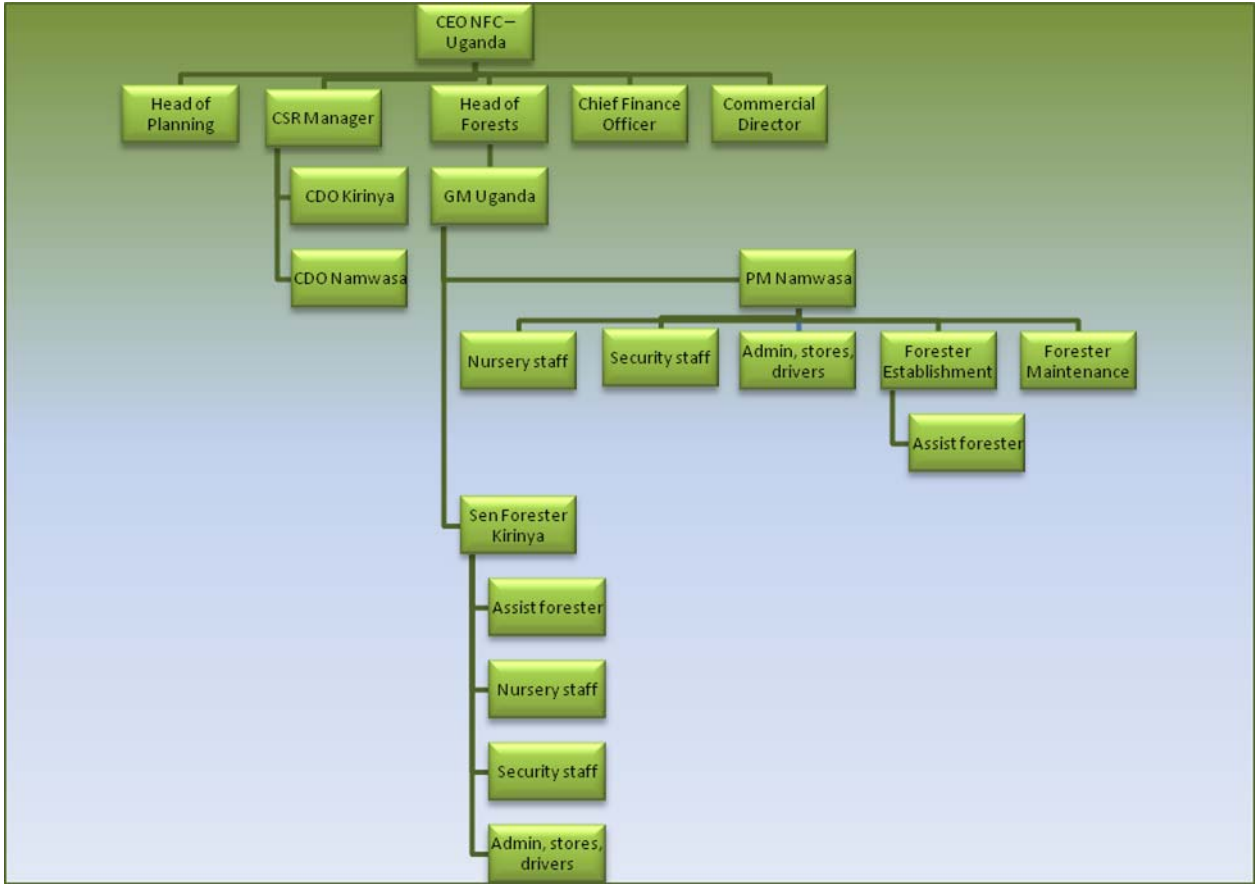 CEO NFC–
Uganda
Head of
Planning
CSR Manager
Head of
Forests
Chief Finance
Officer
Commercial
Director
CDO Kirinya
GM Uganda
CDO Namwasa
PM Namwasa
Nursery staff
Security staff
Admin, stores,
drivers
Forester
Establishment
Forester
Maintenance
Assist forester
Sen Forester
Kirinya
Assist forester
Nursery staff
Security staff
Admin, stores,
drivers